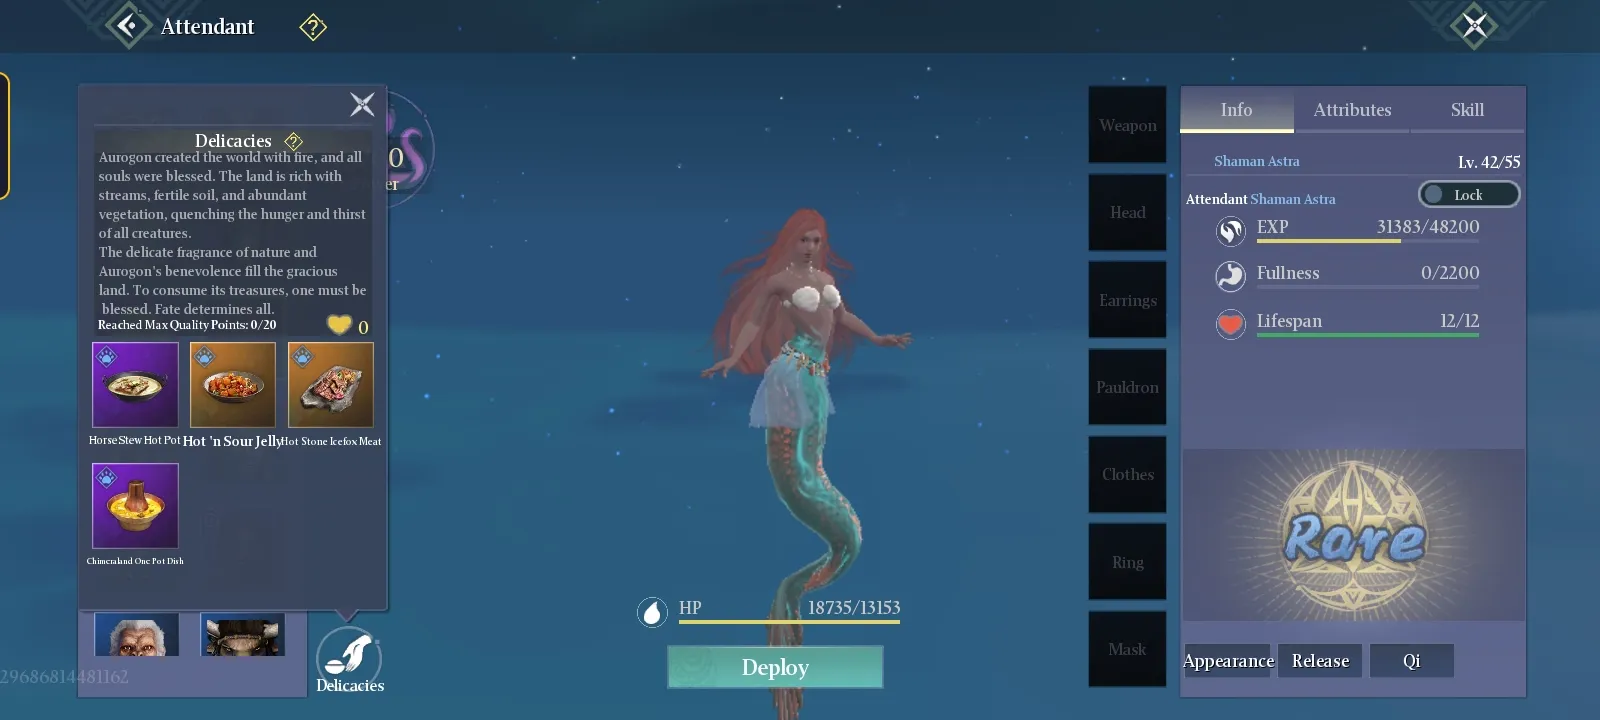 Attendant
?
Delicacies ?
Aurogon created the world with fire, and all
souls were blessed. The land is rich with
streams, fertile soil, and abundant
vegetation, quenching the hunger and thirst
of all creatures.
The delicate fragrance of nature and
Aurogon's benevolence fill the gracious
land. To consume its treasures, one must be
blessed. Fate determines all.
Reached Max Quality Points: 0/20
0
Horse Stew Hot Pot
Hot 'n Sour Jelly
Hot Stone Icefox Meat
Chimeraland One Pot Dish
0
er
29686814481162
Delicacies
HP 18735/13153
Deploy
Weapon
Head
Earrings
Pauldron
Clothes
Ring
Mask
Info Attributes Skill
Shaman Astra Lv. 42/55
Attendant Shaman Astra Lock
EXP 31383/48200
Fullness 0/2200
Lifespan 12/12
Rare
Appearance Release Qi